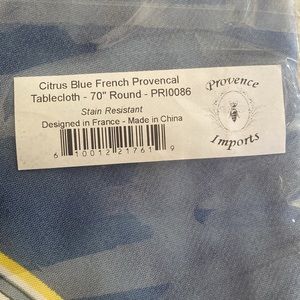 Citrus Blue French Provencal
Tablecloth - 70" Round - PRI0086
Stain Resistant
Designed in France - Made in China
6 10012 21761 9
Provence
Imports